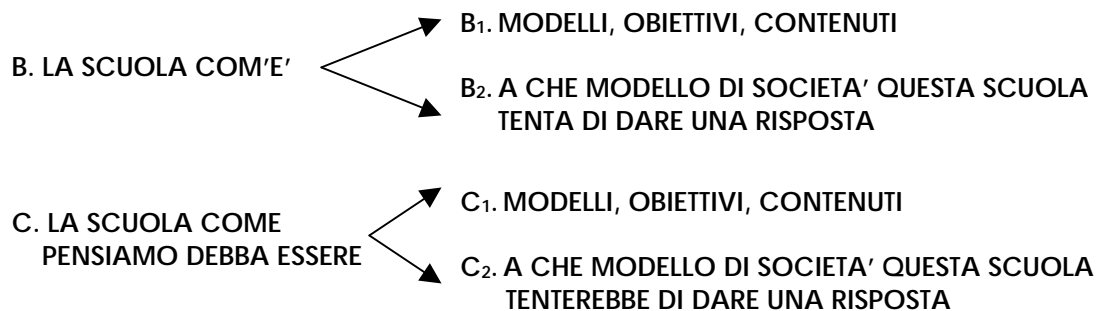 B₁. MODELLI, OBIETTIVI, CONTENUTI
B. LA SCUOLA COM'E'
B₂. A CHE MODELLO DI SOCIETA' QUESTA SCUOLA
TENTA DI DARE UNA RISPOSTA
C₁. MODELLI, OBIETTIVI, CONTENUTI
C. LA SCUOLA COME
PENSIAMO DEBBA ESSERE
C₂. A CHE MODELLO DI SOCIETA' QUESTA SCUOLA
TENTEREBBE DI DARE UNA RISPOSTA